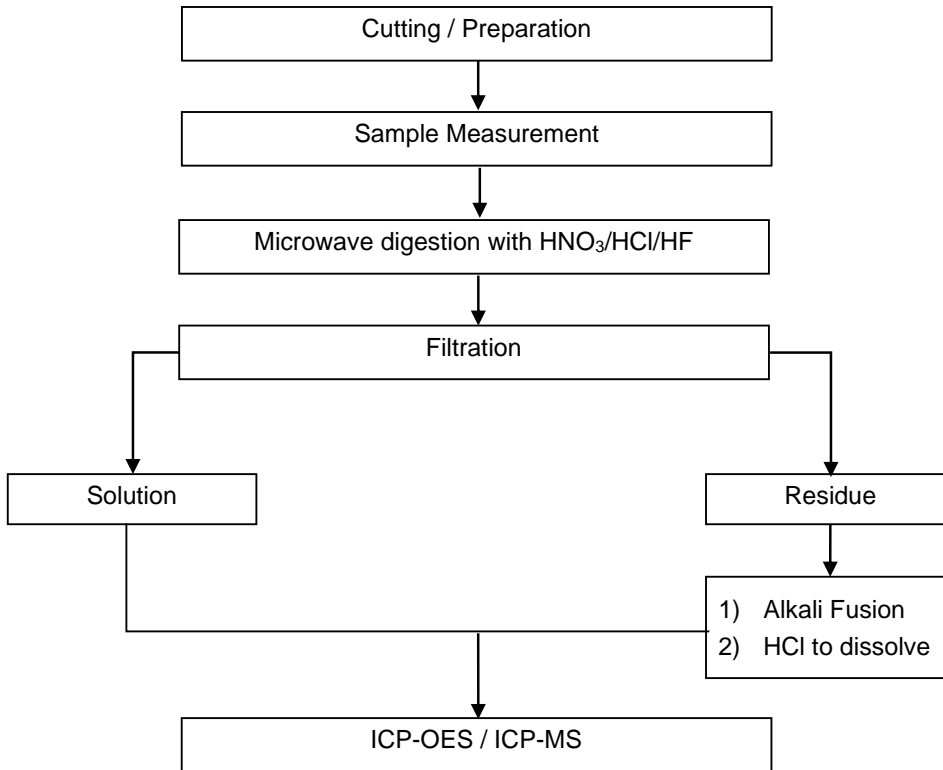 Cutting / Preparation
Sample Measurement
Microwave digestion with HNO₃/HCl/HF
Filtration
Solution
Residue
1) Alkali Fusion
2) HCl to dissolve
ICP-OES / ICP-MS